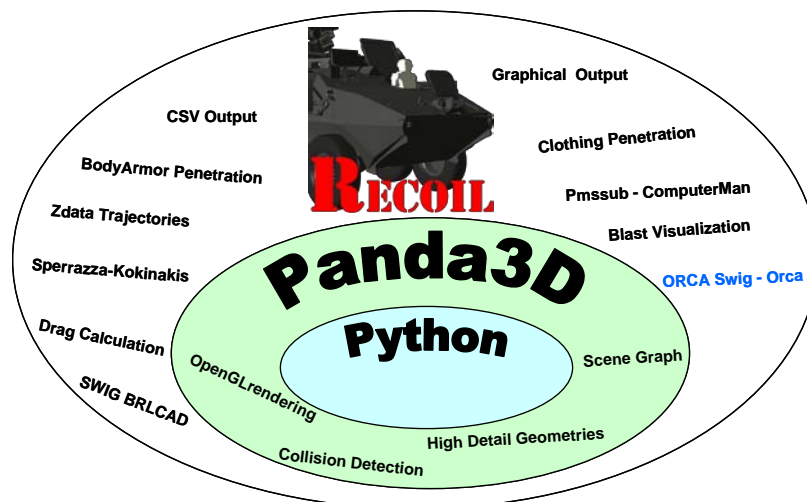 Graphical Output
CSV Output
Clothing Penetration
BodyArmor Penetration
Pmssub - ComputerMan
Zdata Trajectories
Blast Visualization
RECOIL
Sperrazza-Kokinakis
ORCA Swig - Orca
Panda3D
Python
Drag Calculation
OpenGLrendering
Scene Graph
SWIG BRLCAD
High Detail Geometries
Collision Detection